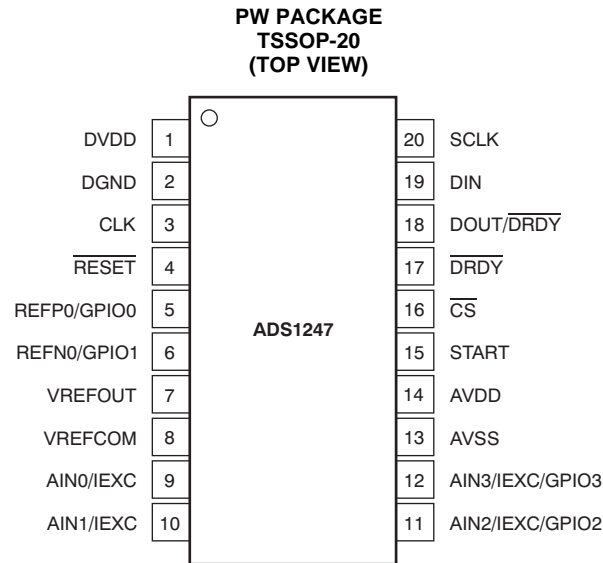 PW PACKAGE
TSSOP-20
(TOP VIEW)
DVDD 1 20 SCLK
DGND 2 19 DIN
CLK 3 18 DOUT/DRDY
RESET 4 17 DRDY
REFP0/GPIO0 5 16 CS
ADS1247
REFN0/GPIO1 6 15 START
VREFOUT 7 14 AVDD
VREFCOM 8 13 AVSS
AIN0/IEXC 9 12 AIN3/IEXC/GPIO3
AIN1/IEXC 10 11 AIN2/IEXC/GPIO2